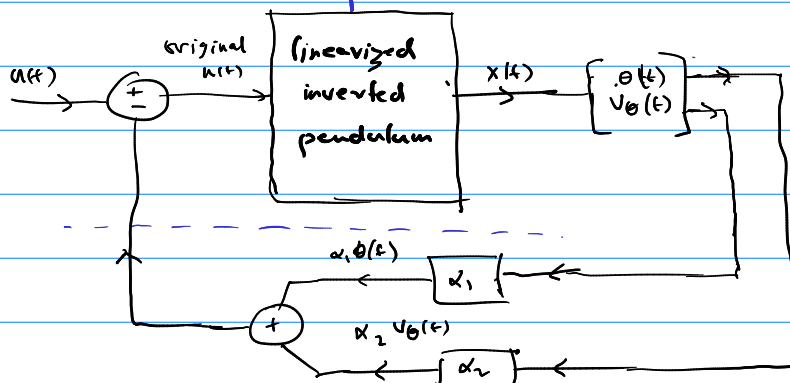 original
u(t)
u(t)
+
-
linearized
inverted
pendulum
x(t)
θ(t)
Vθ(t)
α₁θ(t)
α₁
+
α₂ Vθ(t)
α₂